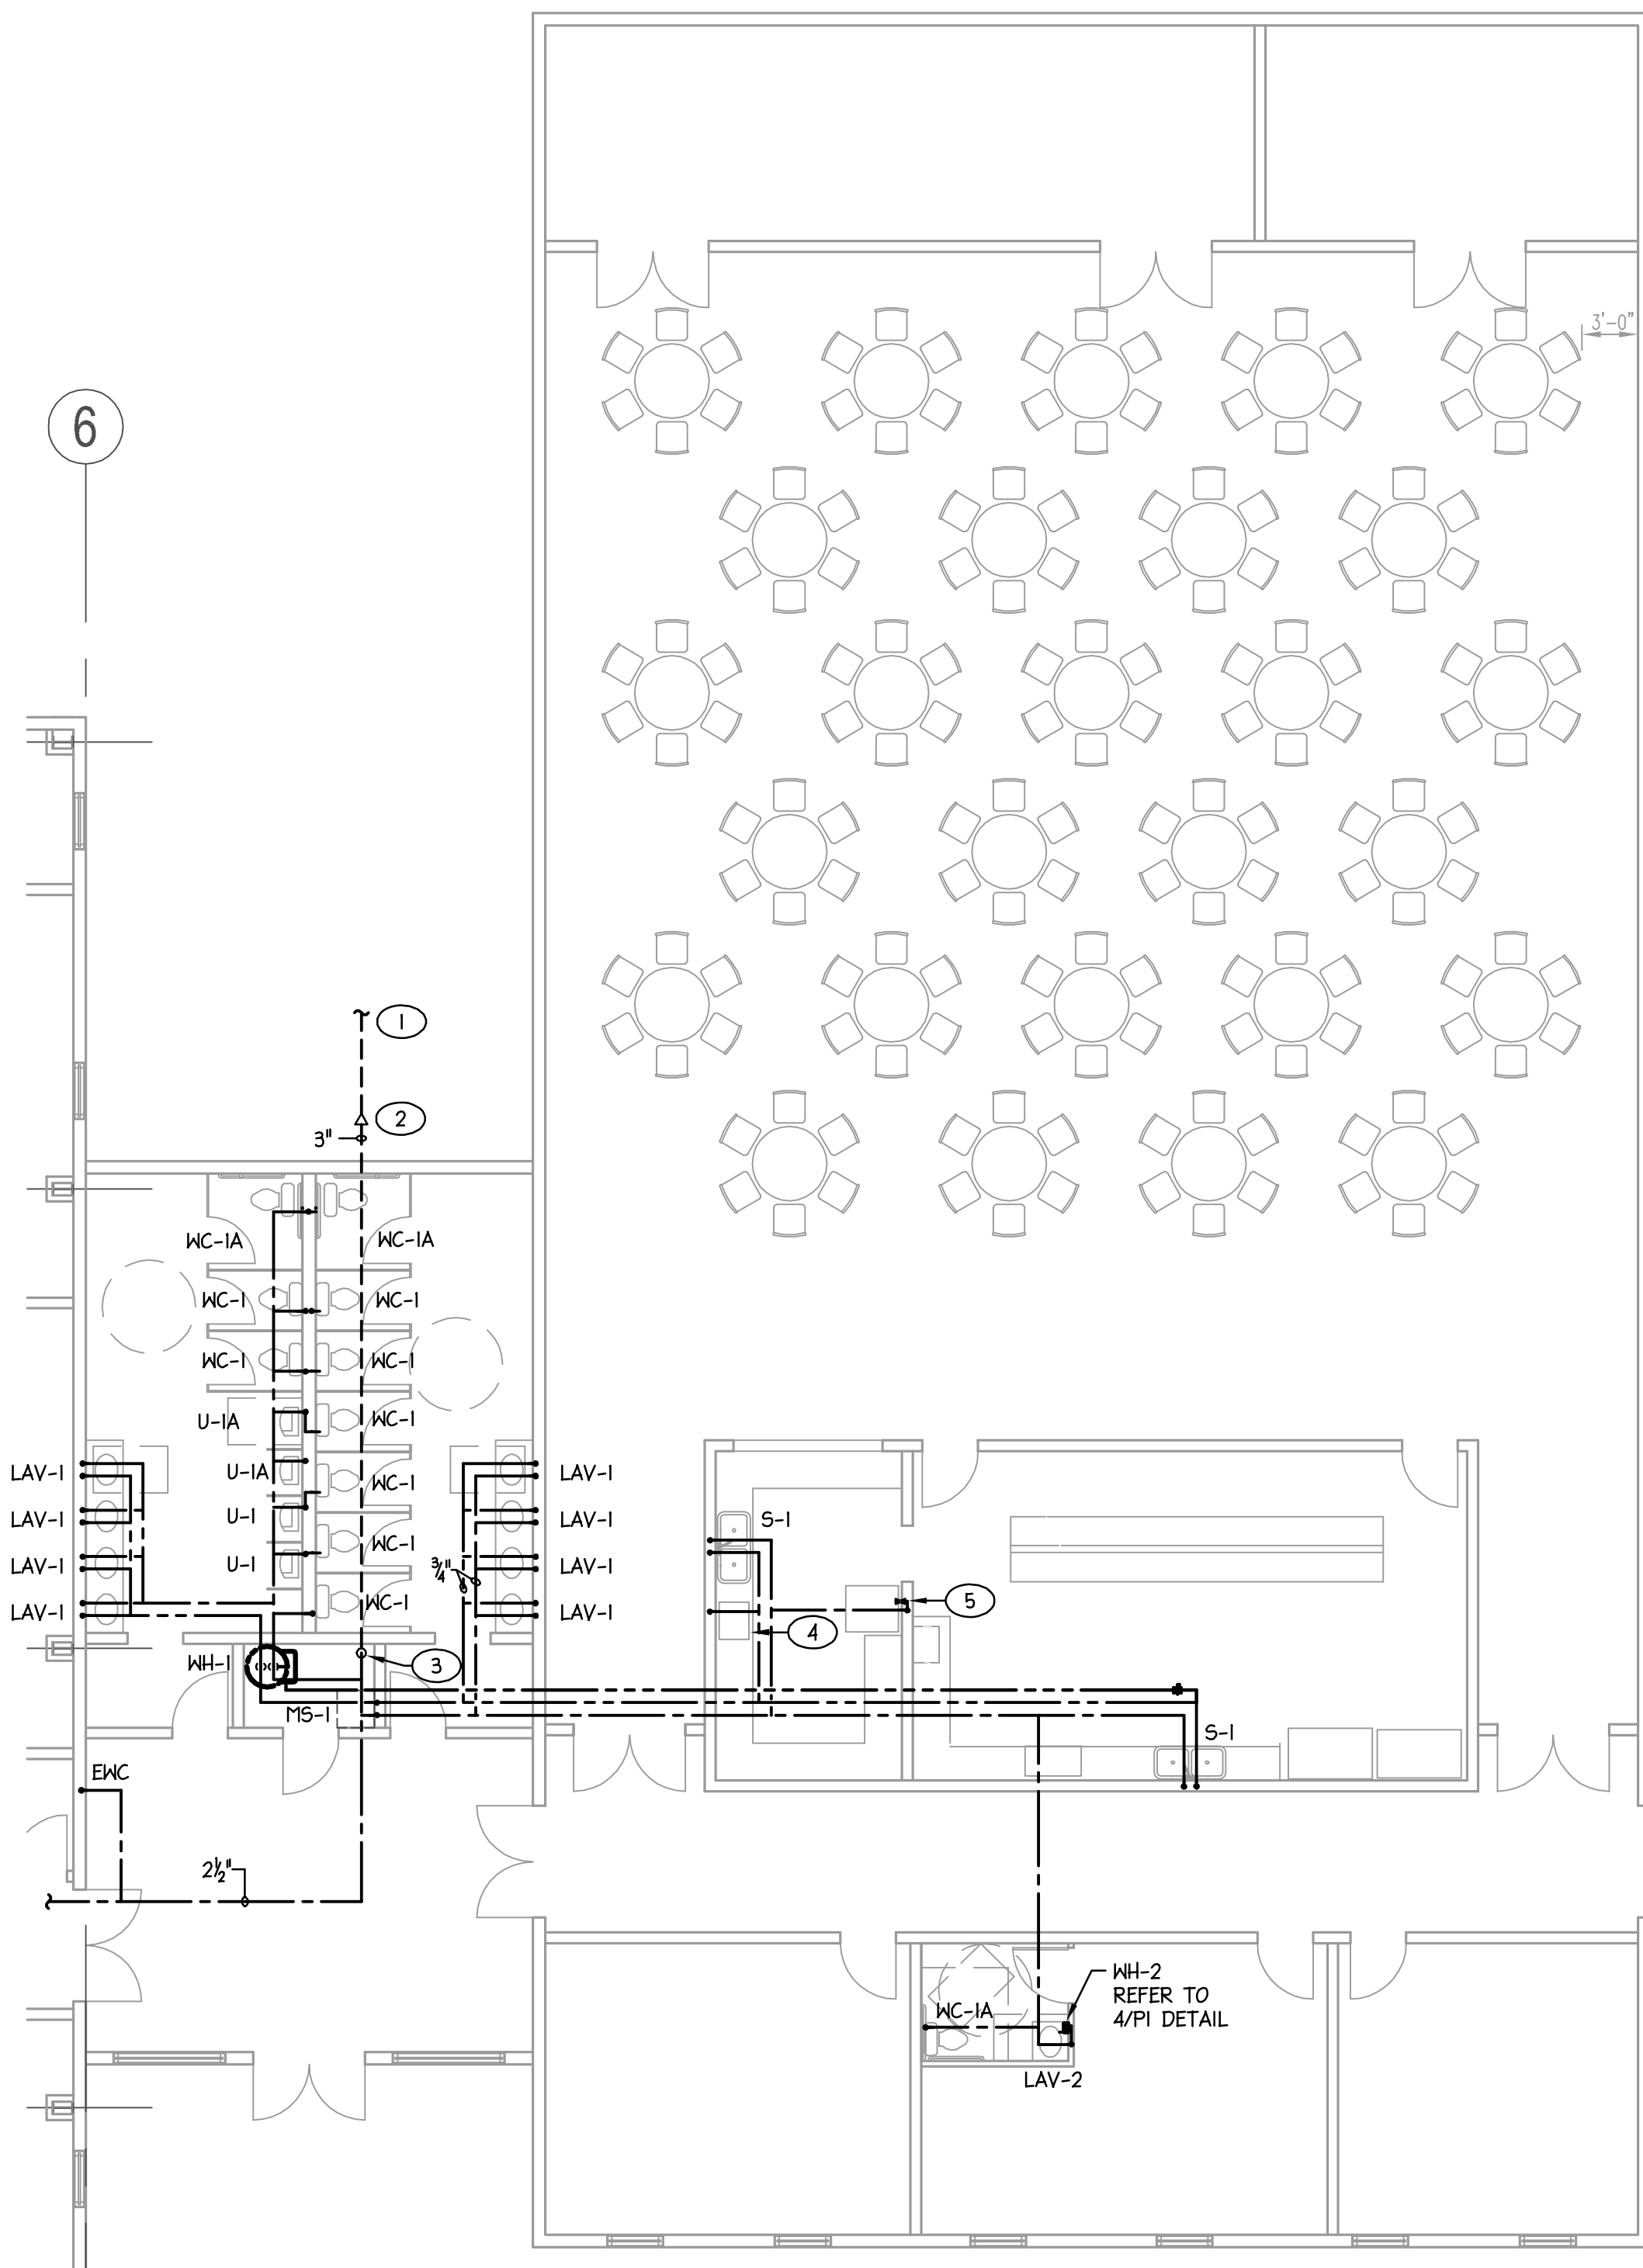 3'-0"
6
1
2
3"
WC-1A
WC-1A
WC-1
WC-1
WC-1
WC-1
U-1A
WC-1
LAV-1
U-1A
WC-1
LAV-1
LAV-1
U-1
LAV-1
S-1
WC-1
LAV-1
U-1
3/4"
LAV-1
5
LAV-1
WC-1
LAV-1
4
WH-1
3
MS-1
S-1
EWC
2½"
WH-2
REFER TO
4/P1 DETAIL
WC-1A
LAV-2